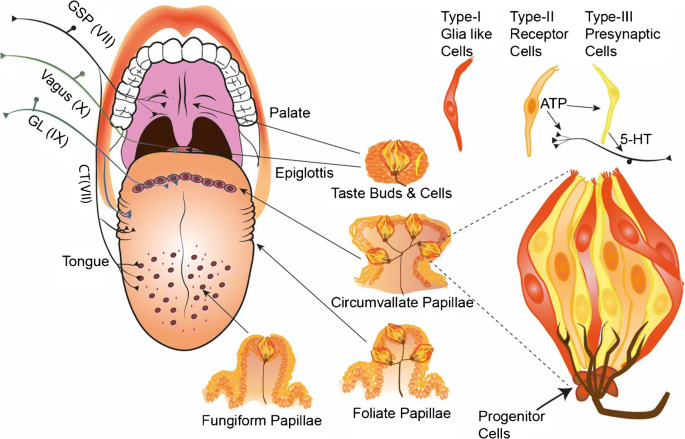 GSP (VII)
Vagus (X)
GL (IX)
CT(VII)
Tongue
Palate
Epiglottis
Taste Buds & Cells
Circumvallate Papillae
Fungiform Papillae
Foliate Papillae
Type-I
Glia like
Cells
Type-II
Receptor
Cells
Type-III
Presynaptic
Cells
ATP
5-HT
Progenitor
Cells